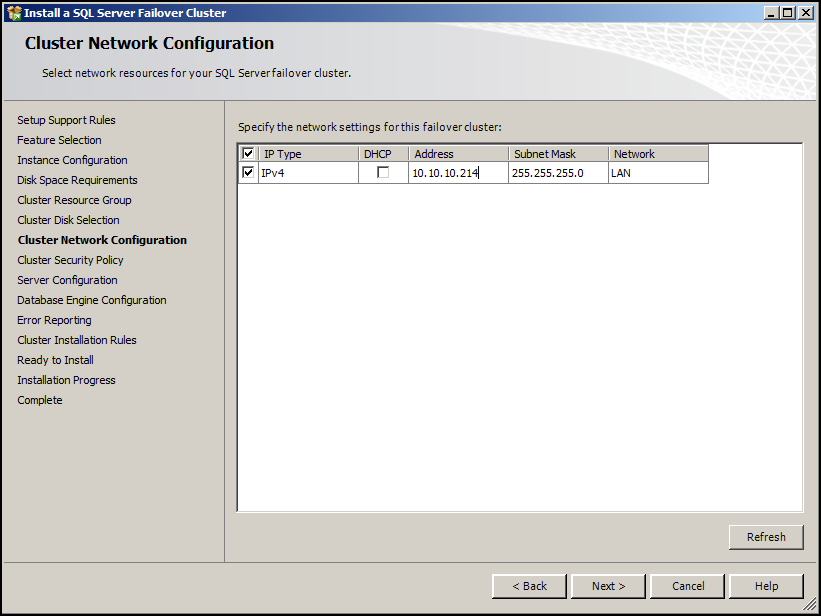 Install a SQL Server Failover Cluster
Cluster Network Configuration
Select network resources for your SQL Server failover cluster.
Setup Support Rules
Feature Selection
Instance Configuration
Disk Space Requirements
Cluster Resource Group
Cluster Disk Selection
Cluster Network Configuration
Cluster Security Policy
Server Configuration
Database Engine Configuration
Error Reporting
Cluster Installation Rules
Ready to Install
Installation Progress
Complete
Specify the network settings for this failover cluster:
IP Type DHCP Address Subnet Mask Network
IPv4 10.10.10.214 255.255.255.0 LAN
Refresh
< Back Next > Cancel Help